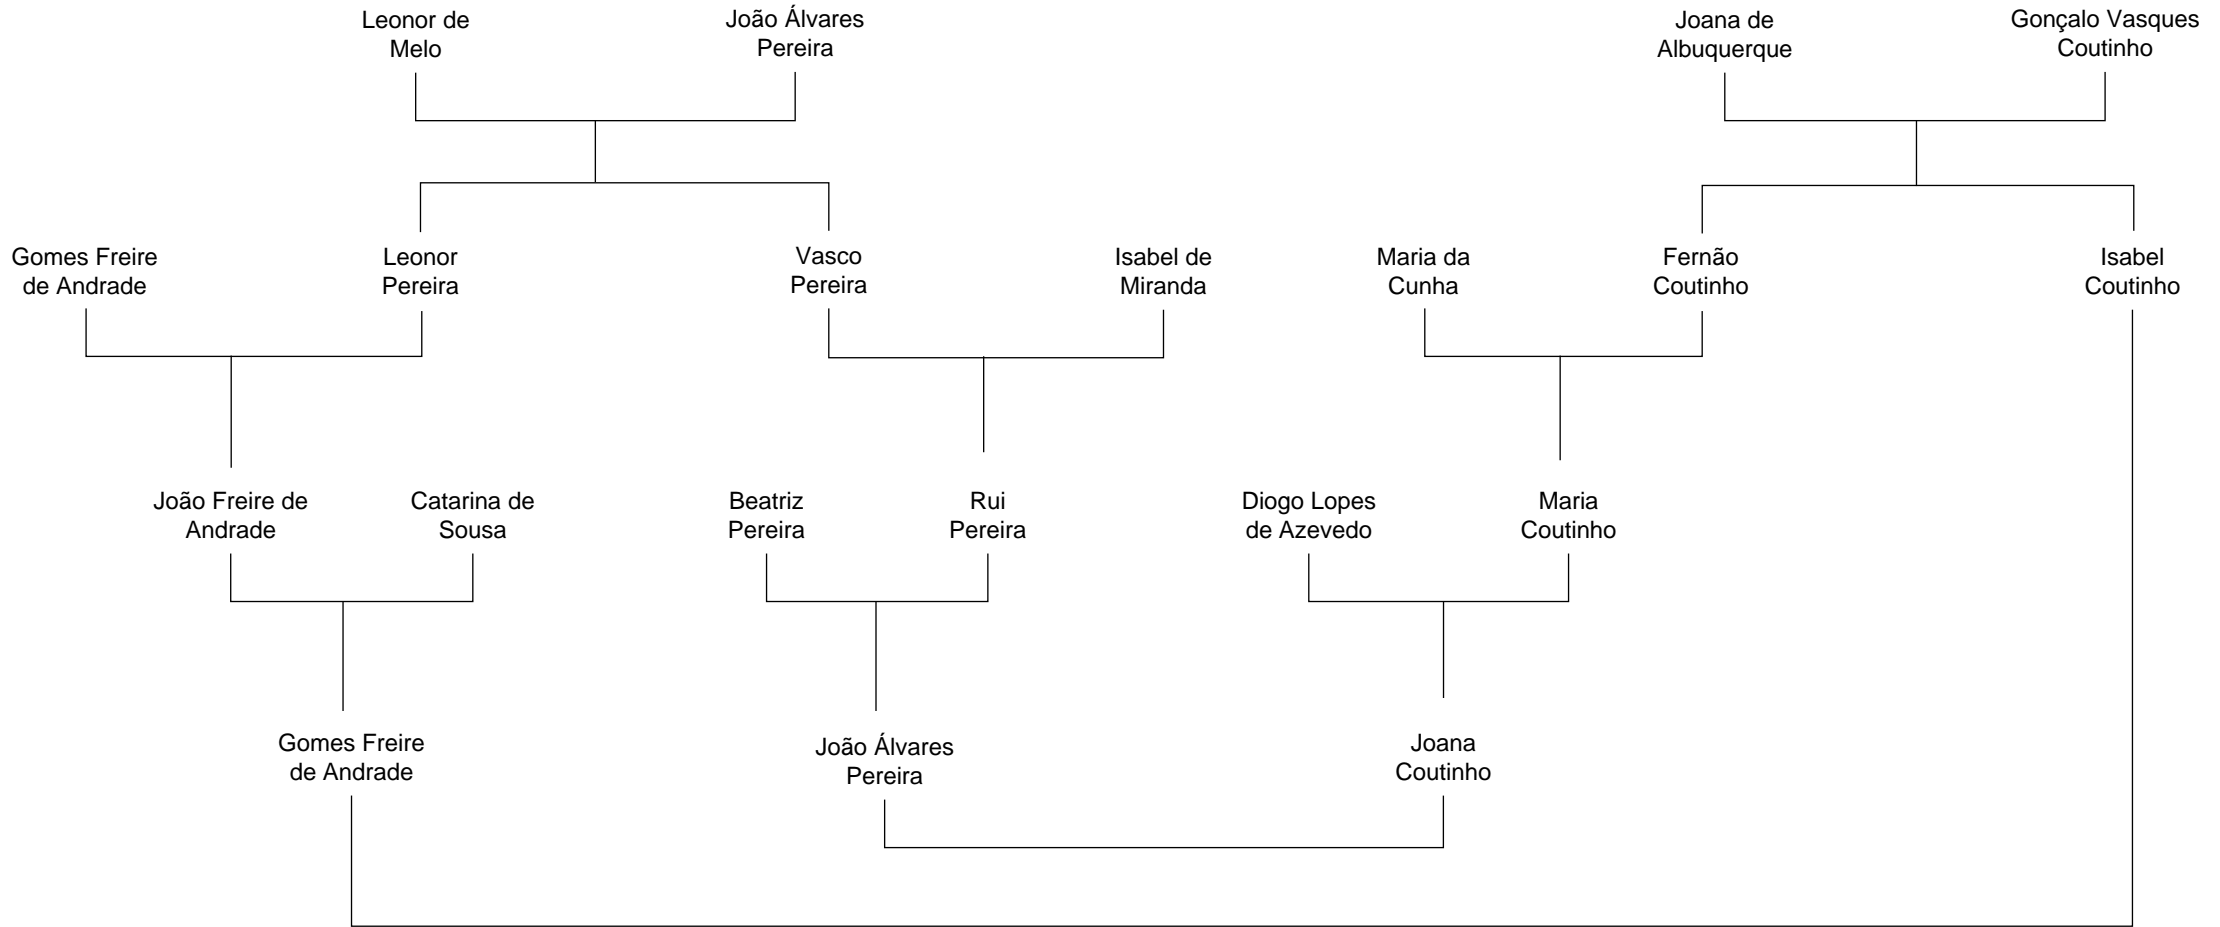 Leonor de
Melo
João Álvares
Pereira
Joana de
Albuquerque
Gonçalo Vasques
Coutinho
Gomes Freire
de Andrade
Leonor
Pereira
Vasco
Pereira
Isabel de
Miranda
Maria da
Cunha
Fernão
Coutinho
Isabel
Coutinho
João Freire de
Andrade
Catarina de
Sousa
Beatriz
Pereira
Rui
Pereira
Diogo Lopes
de Azevedo
Maria
Coutinho
Gomes Freire
de Andrade
João Álvares
Pereira
Joana
Coutinho